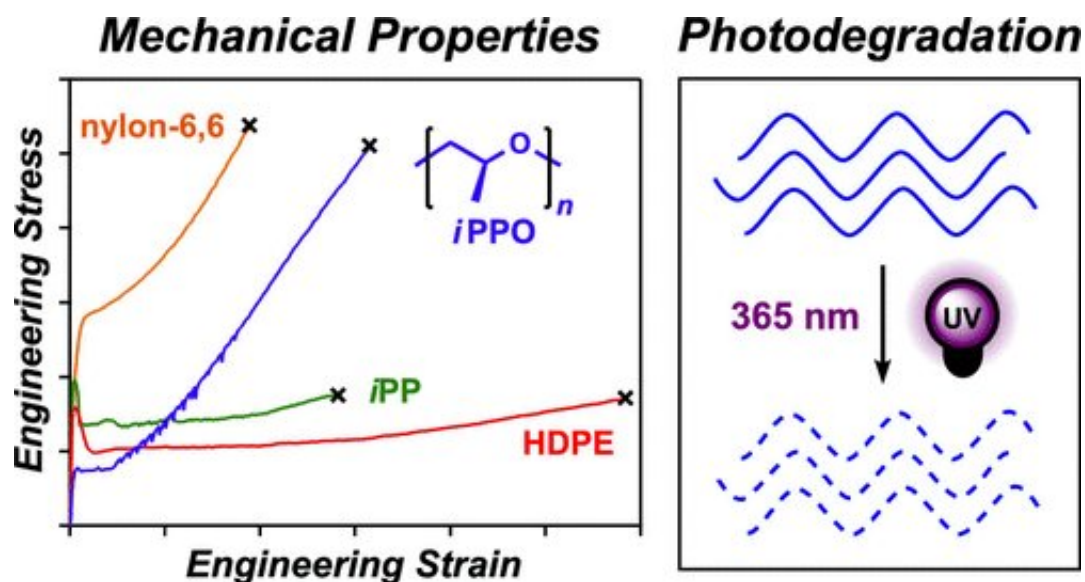 Mechanical Properties
Photodegradation
Engineering Stress
nylon-6,6
O
n
iPPO
iPP
HDPE
Engineering Strain
365 nm
UV